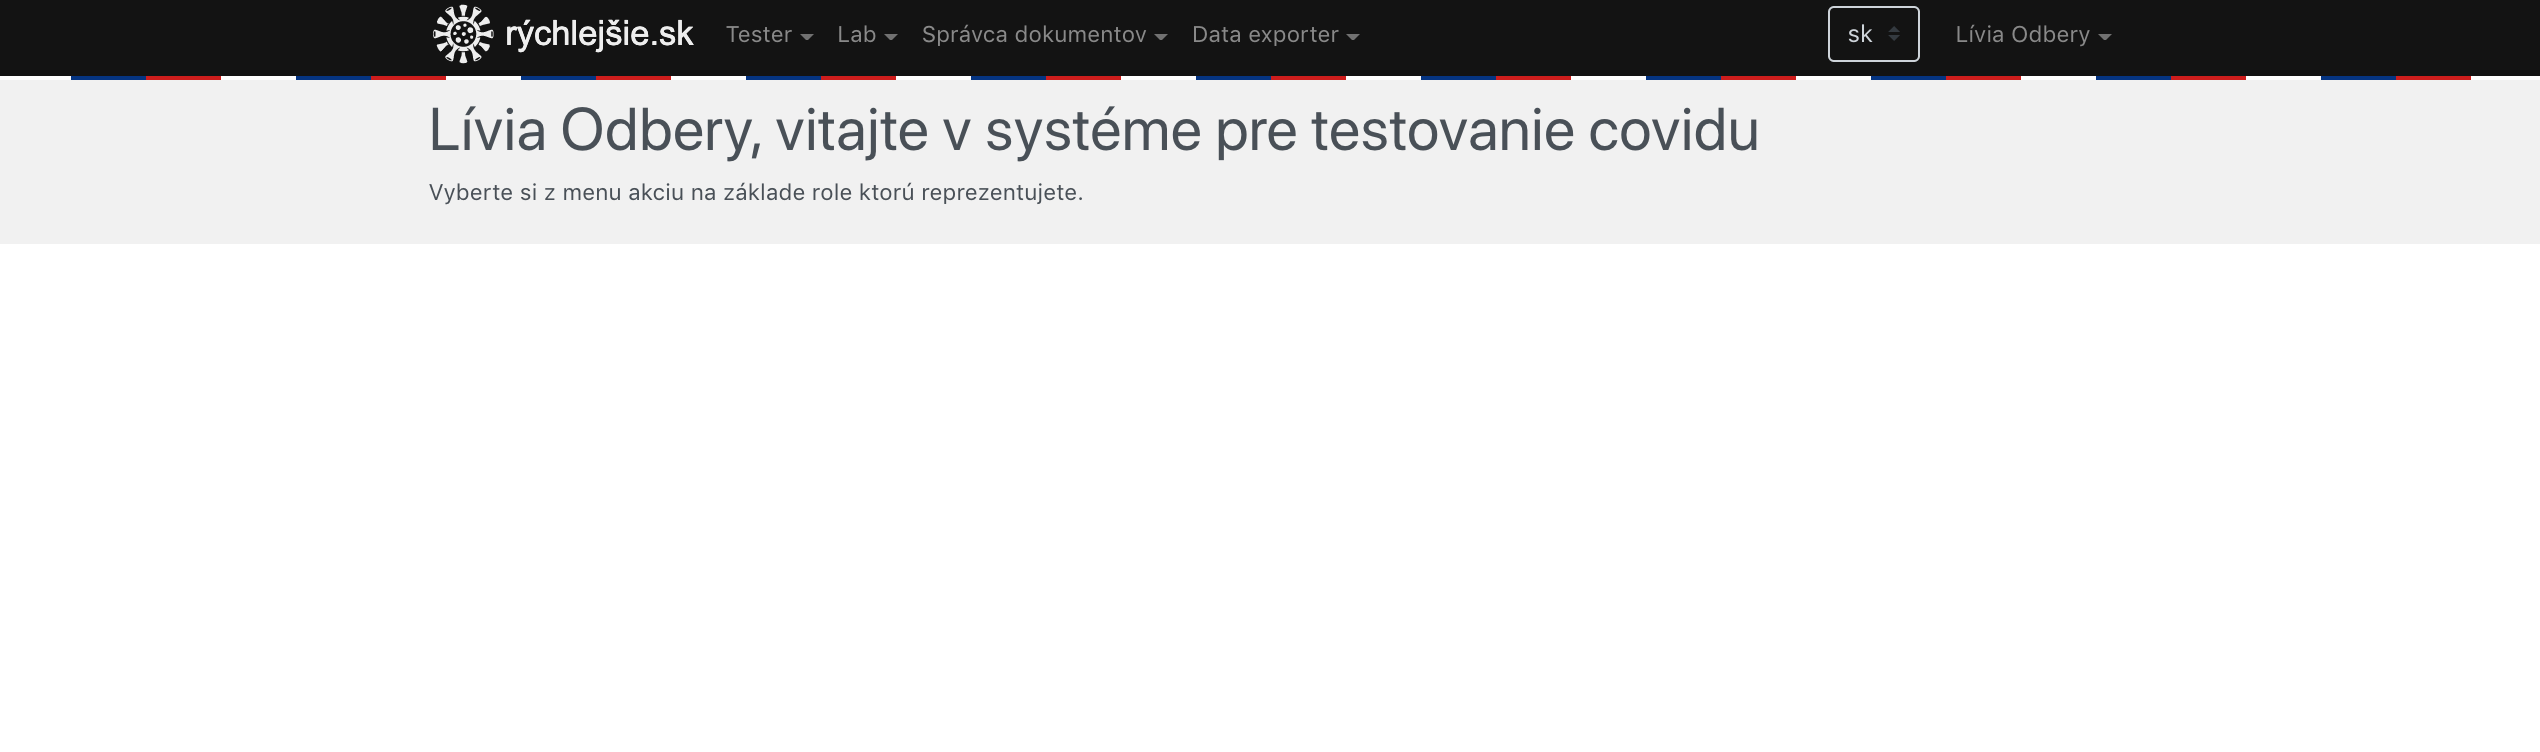 rýchlejšie.sk Tester Lab Správca dokumentov Data exporter sk Lívia Odbery
Lívia Odbery, vitajte v systéme pre testovanie covidu
Vyberte si z menu akciu na základe role ktorú reprezentujete.